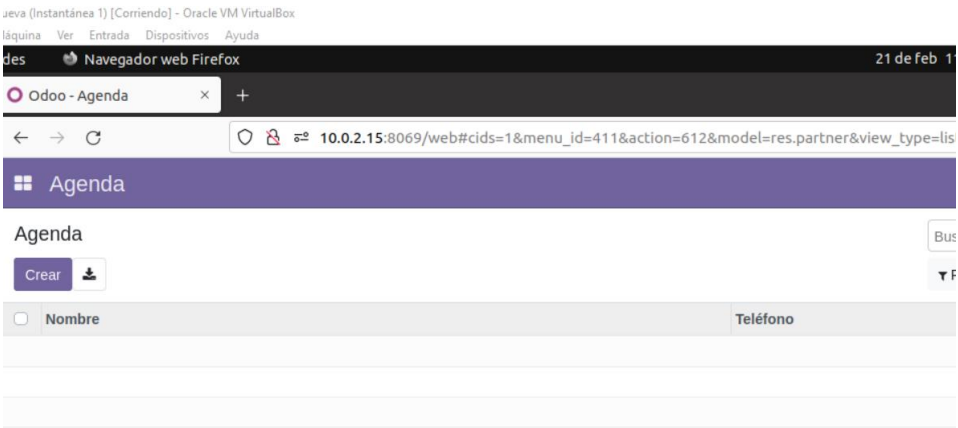 ueva (Instantánea 1) [Corriendo] - Oracle VM VirtualBox
Máquina Ver Entrada Dispositivos Ayuda
des Navegador web Firefox 21 de feb 11
Odoo - Agenda × +
10.0.2.15:8069/web#cids=1&menu_id=411&action=612&model=res.partner&view_type=lis
Agenda
Agenda
Bus
Crear
F
Nombre Teléfono